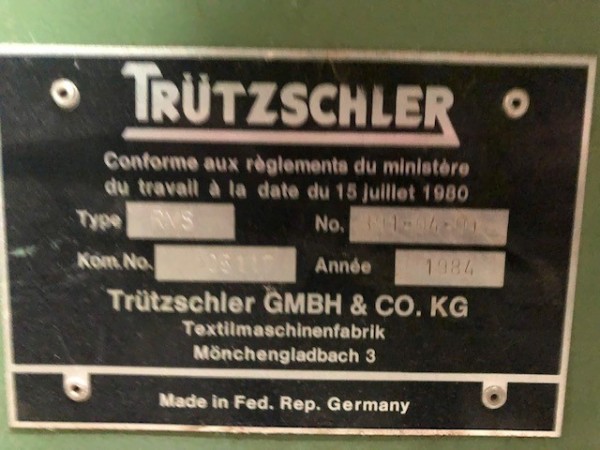 TRÜTZSCHLER
Conforme aux règlements du ministère
du travail à la date du 15 juillet 1980
Type
No.
Kom.No. Année 1984
Trützschler GMBH & CO. KG
Textilmaschinenfabrik
Mönchengladbach 3
Made in Fed. Rep. Germany